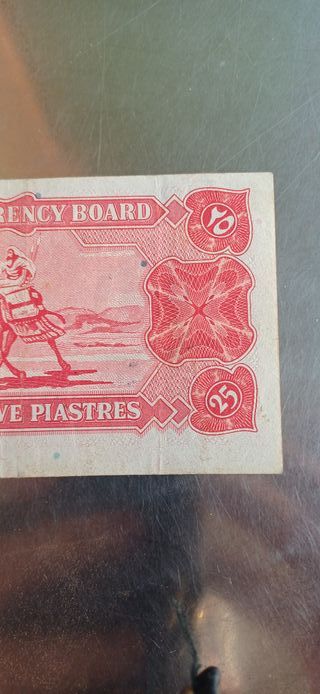 RENCY BOARD
٢٥
VE PIASTRES
25